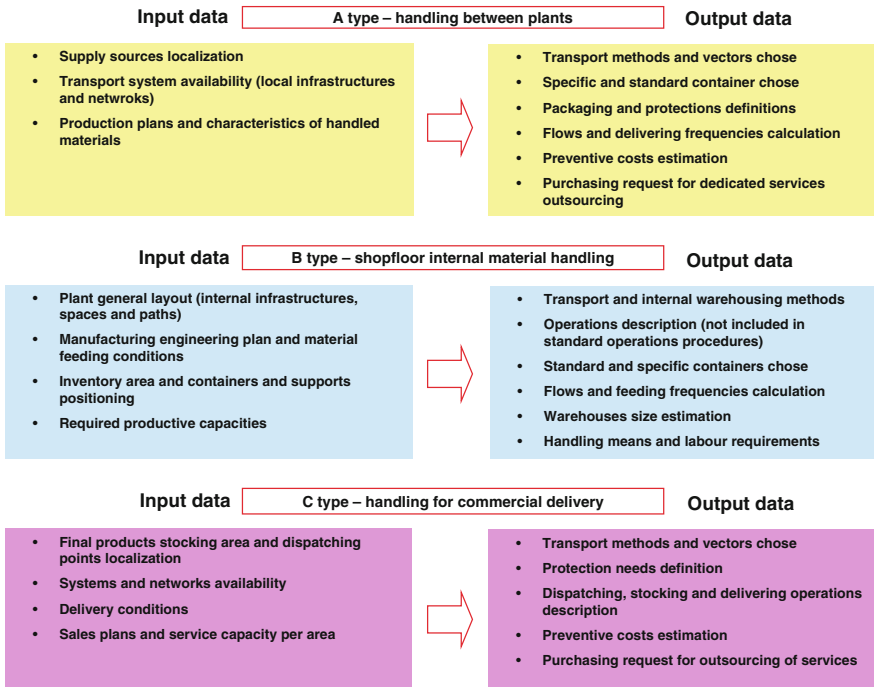 Input data
A type – handling between plants
Output data
• Supply sources localization
• Transport system availability (local infrastructures
and netwroks)
• Production plans and characteristics of handled
materials
• Transport methods and vectors chose
• Specific and standard container chose
• Packaging and protections definitions
• Flows and delivering frequencies calculation
• Preventive costs estimation
• Purchasing request for dedicated services
outsourcing
Input data
B type – shopfloor internal material handling
Output data
• Plant general layout (internal infrastructures,
spaces and paths)
• Manufacturing engineering plan and material
feeding conditions
• Inventory area and containers and supports
positioning
• Required productive capacities
• Transport and internal warehousing methods
• Operations description (not included in
standard operations procedures)
• Standard and specific containers chose
• Flows and feeding frequencies calculation
• Warehouses size estimation
• Handling means and labour requirements
Input data
C type – handling for commercial delivery
Output data
• Final products stocking area and dispatching
points localization
• Systems and networks availability
• Delivery conditions
• Sales plans and service capacity per area
• Transport methods and vectors chose
• Protection needs definition
• Dispatching, stocking and delivering operations
description
• Preventive costs estimation
• Purchasing request for outsourcing of services